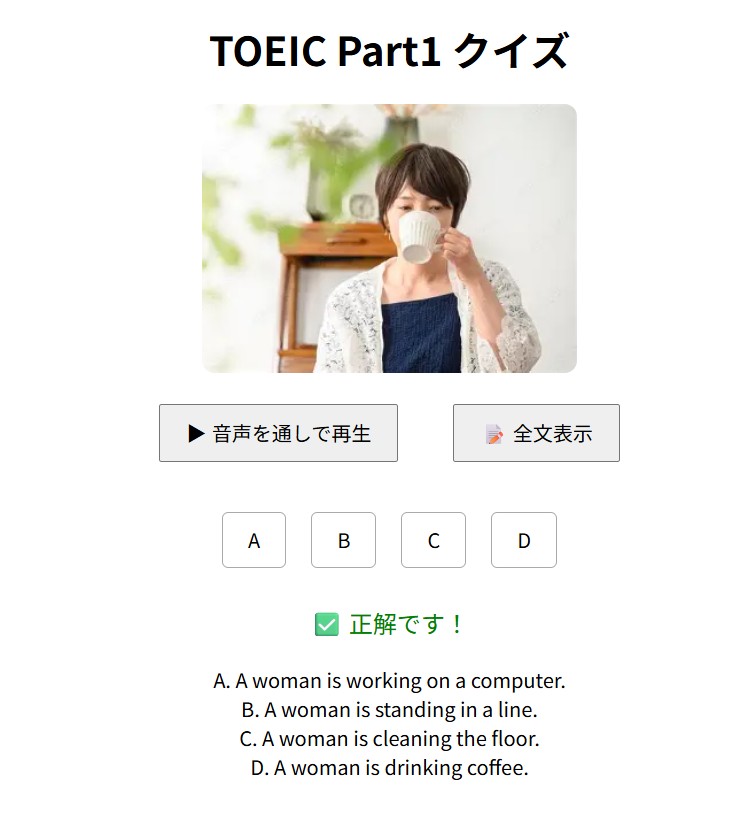 TOEIC Part1 クイズ
▶ 音声を通しで再生
📝 全文表示
A
B
C
D
✅ 正解です！
A. A woman is working on a computer.
B. A woman is standing in a line.
C. A woman is cleaning the floor.
D. A woman is drinking coffee.